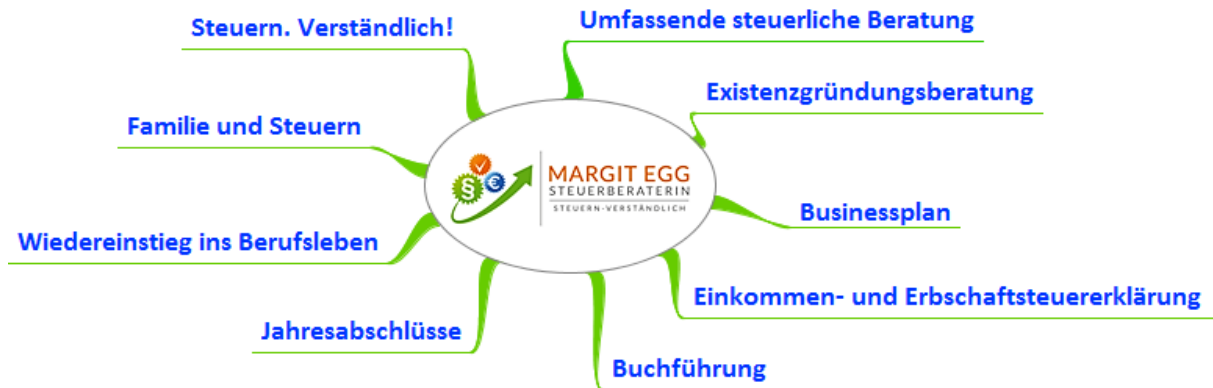 Steuern. Verständlich!
Umfassende steuerliche Beratung
Existenzgründungsberatung
Familie und Steuern
§
€
MARGIT EGG
STEUERBERATERIN
STEUERN-VERSTÄNDLICH
Businessplan
Wiedereinstieg ins Berufsleben
Einkommen- und Erbschaftsteuererklärung
Jahresabschlüsse
Buchführung